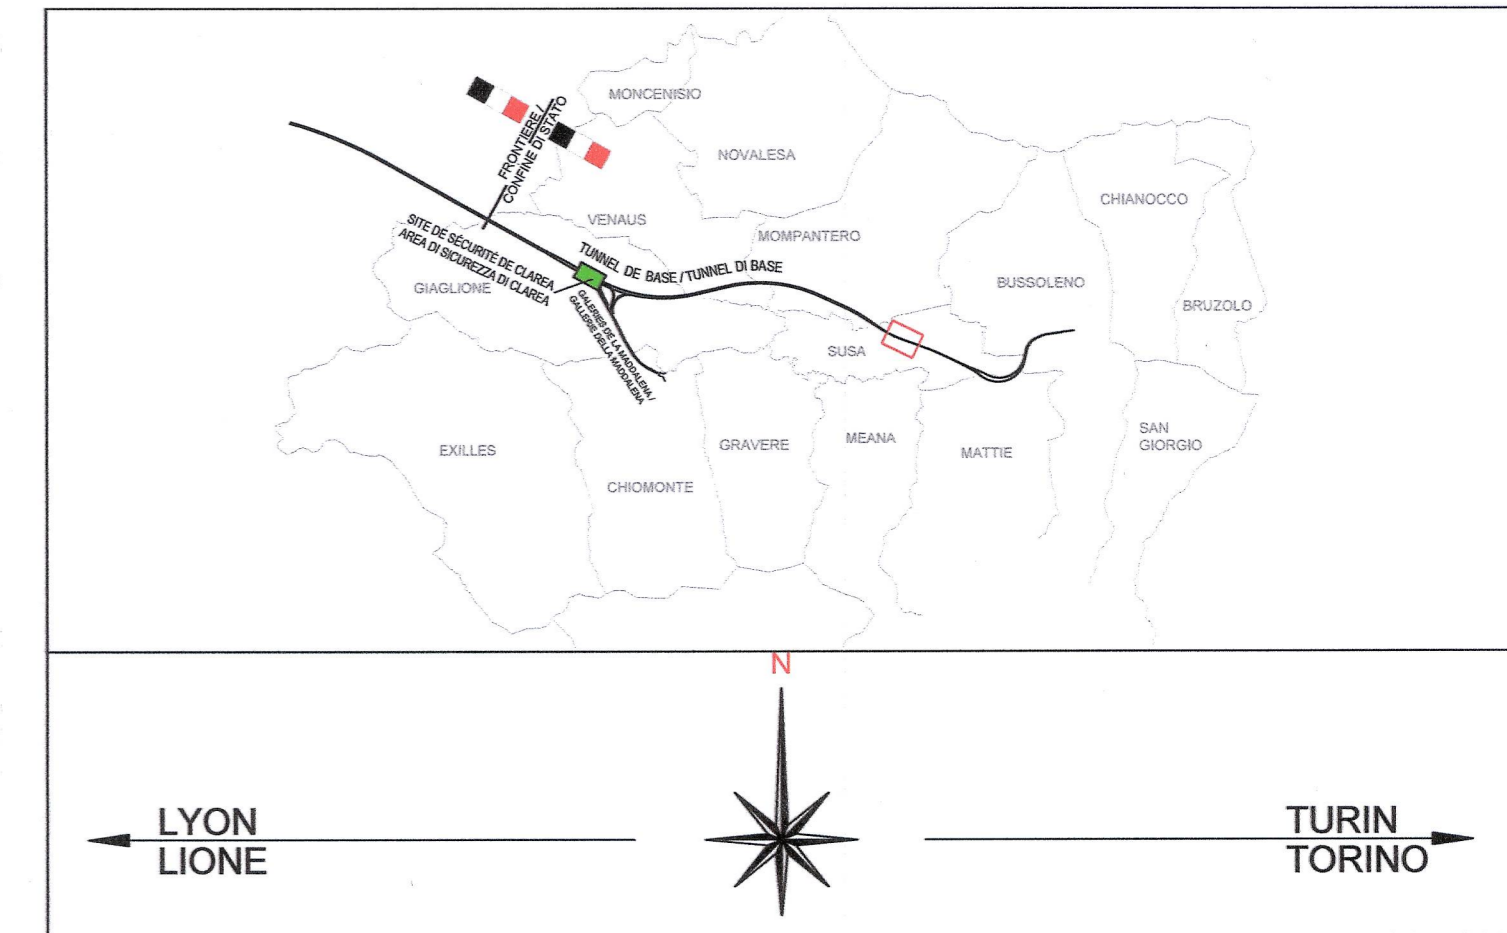 MONCENISIO
FRONTIERE /
CONFINE DI STATO
NOVALESA
CHIANOCCO
VENAUS
MOMPANTERO
SITE DE SÉCURITÉ DE CLAREA
AREA DI SICUREZZA DI CLAREA
TUNNEL DE BASE/TUNNEL DI BASE
GIAGLIONE
BUSSOLENO
BRUZOLO
GALERIES DE LA MADDALENA /
GALLERIE DELLA MADDALENA
SUSA
EXILLES
GRAVERE
MEANA
MATTIE
SAN
GIORGIO
CHIOMONTE
N
LYON
LIONE
TURIN
TORINO